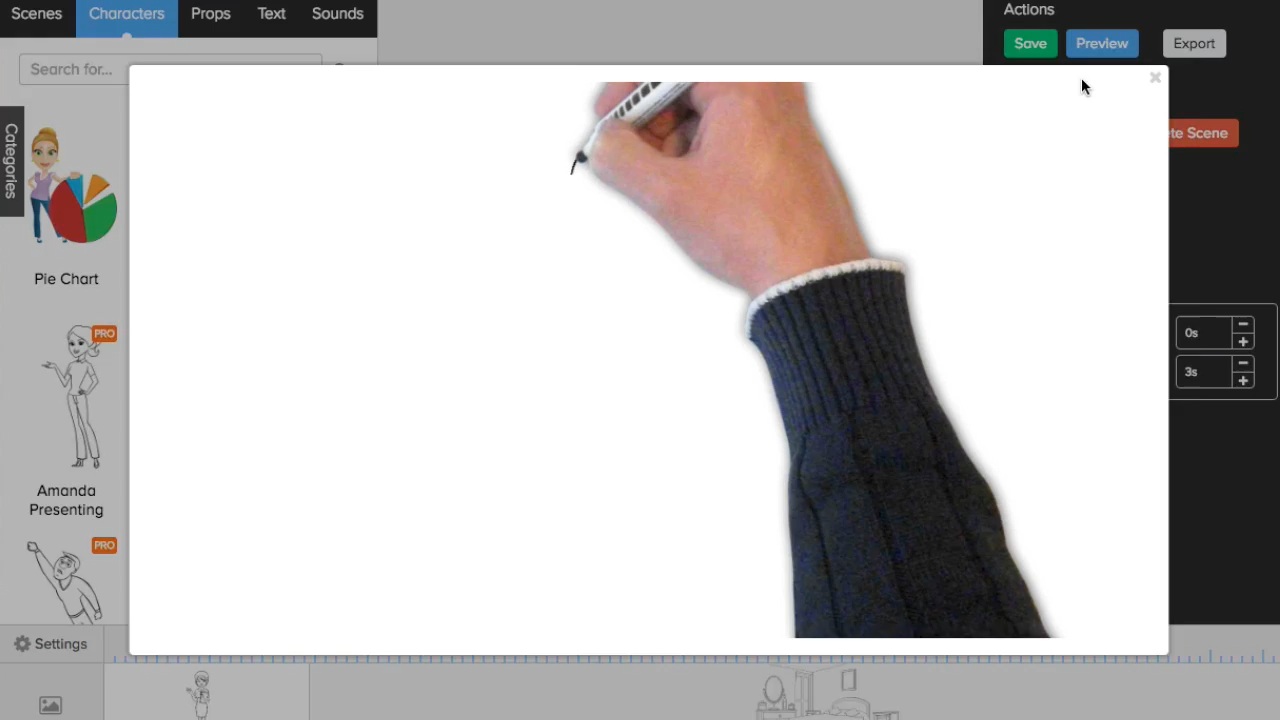 Scenes Characters Props Text Sounds
Actions
Save Preview Export
Search for...
Categories
te Scene
Pie Chart
PRO
0s
3s
Amanda
Presenting
PRO
Settings